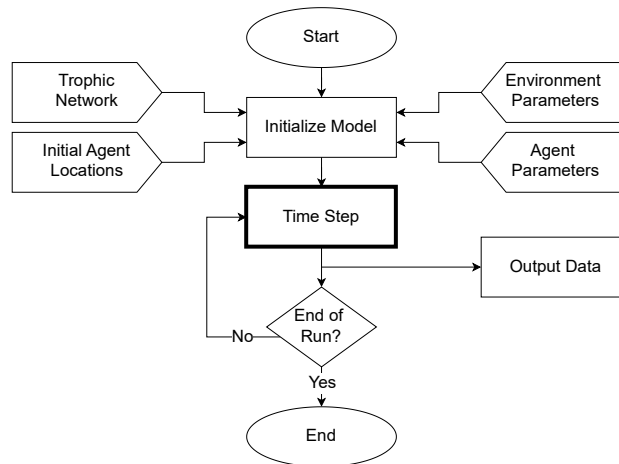 Start
Trophic
Network
Environment
Parameters
Initialize Model
Initial Agent
Locations
Agent
Parameters
Time Step
Output Data
End of
Run?
No
Yes
End